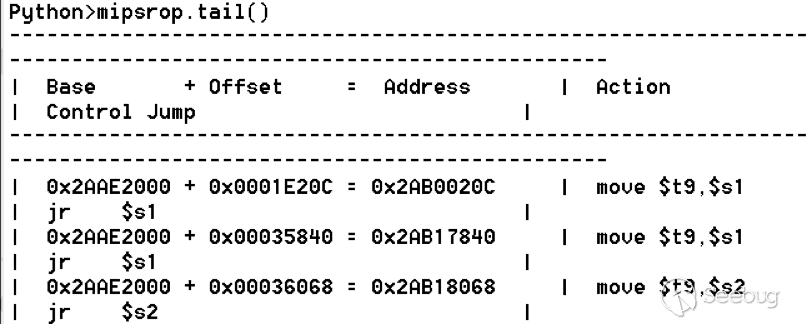 Python>mipsrop.tail()
--------------------------------------------------------------------------------
------------------------------------------------------------
|  Base        + Offset     =  Address       |  Action
|  Control Jump                              |
--------------------------------------------------------------------------------
------------------------------------------------------------
|  0x2AAE2000 + 0x0001E20C = 0x2AB0020C      |  move $t9,$s1
|  jr    $s1                                 |
|  0x2AAE2000 + 0x00035840 = 0x2AB17840      |  move $t9,$s1
|  jr    $s1                                 |
|  0x2AAE2000 + 0x00036068 = 0x2AB18068      |  move $t9,$s2
|  jr    $s2                                 |
Seebug